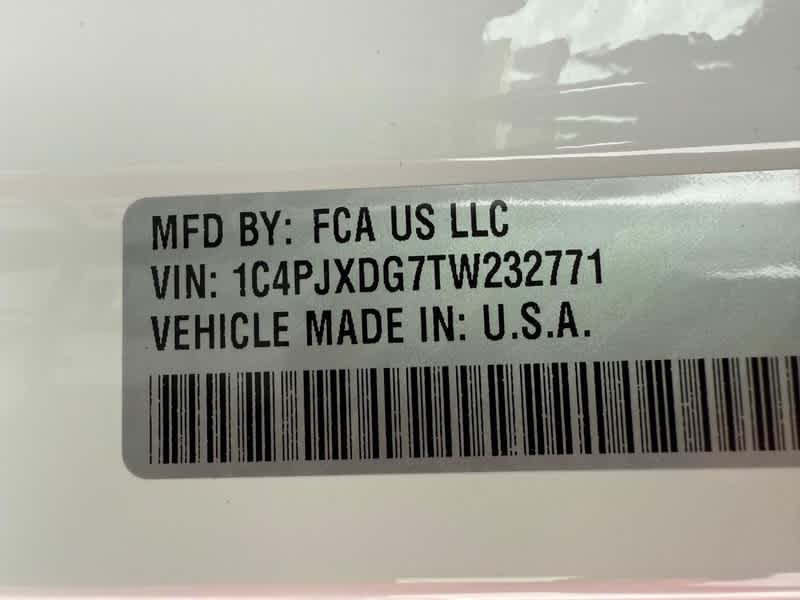 MFD BY: FCA US LLC
VIN: 1C4PJXDG7TW232771
VEHICLE MADE IN: U.S.A.